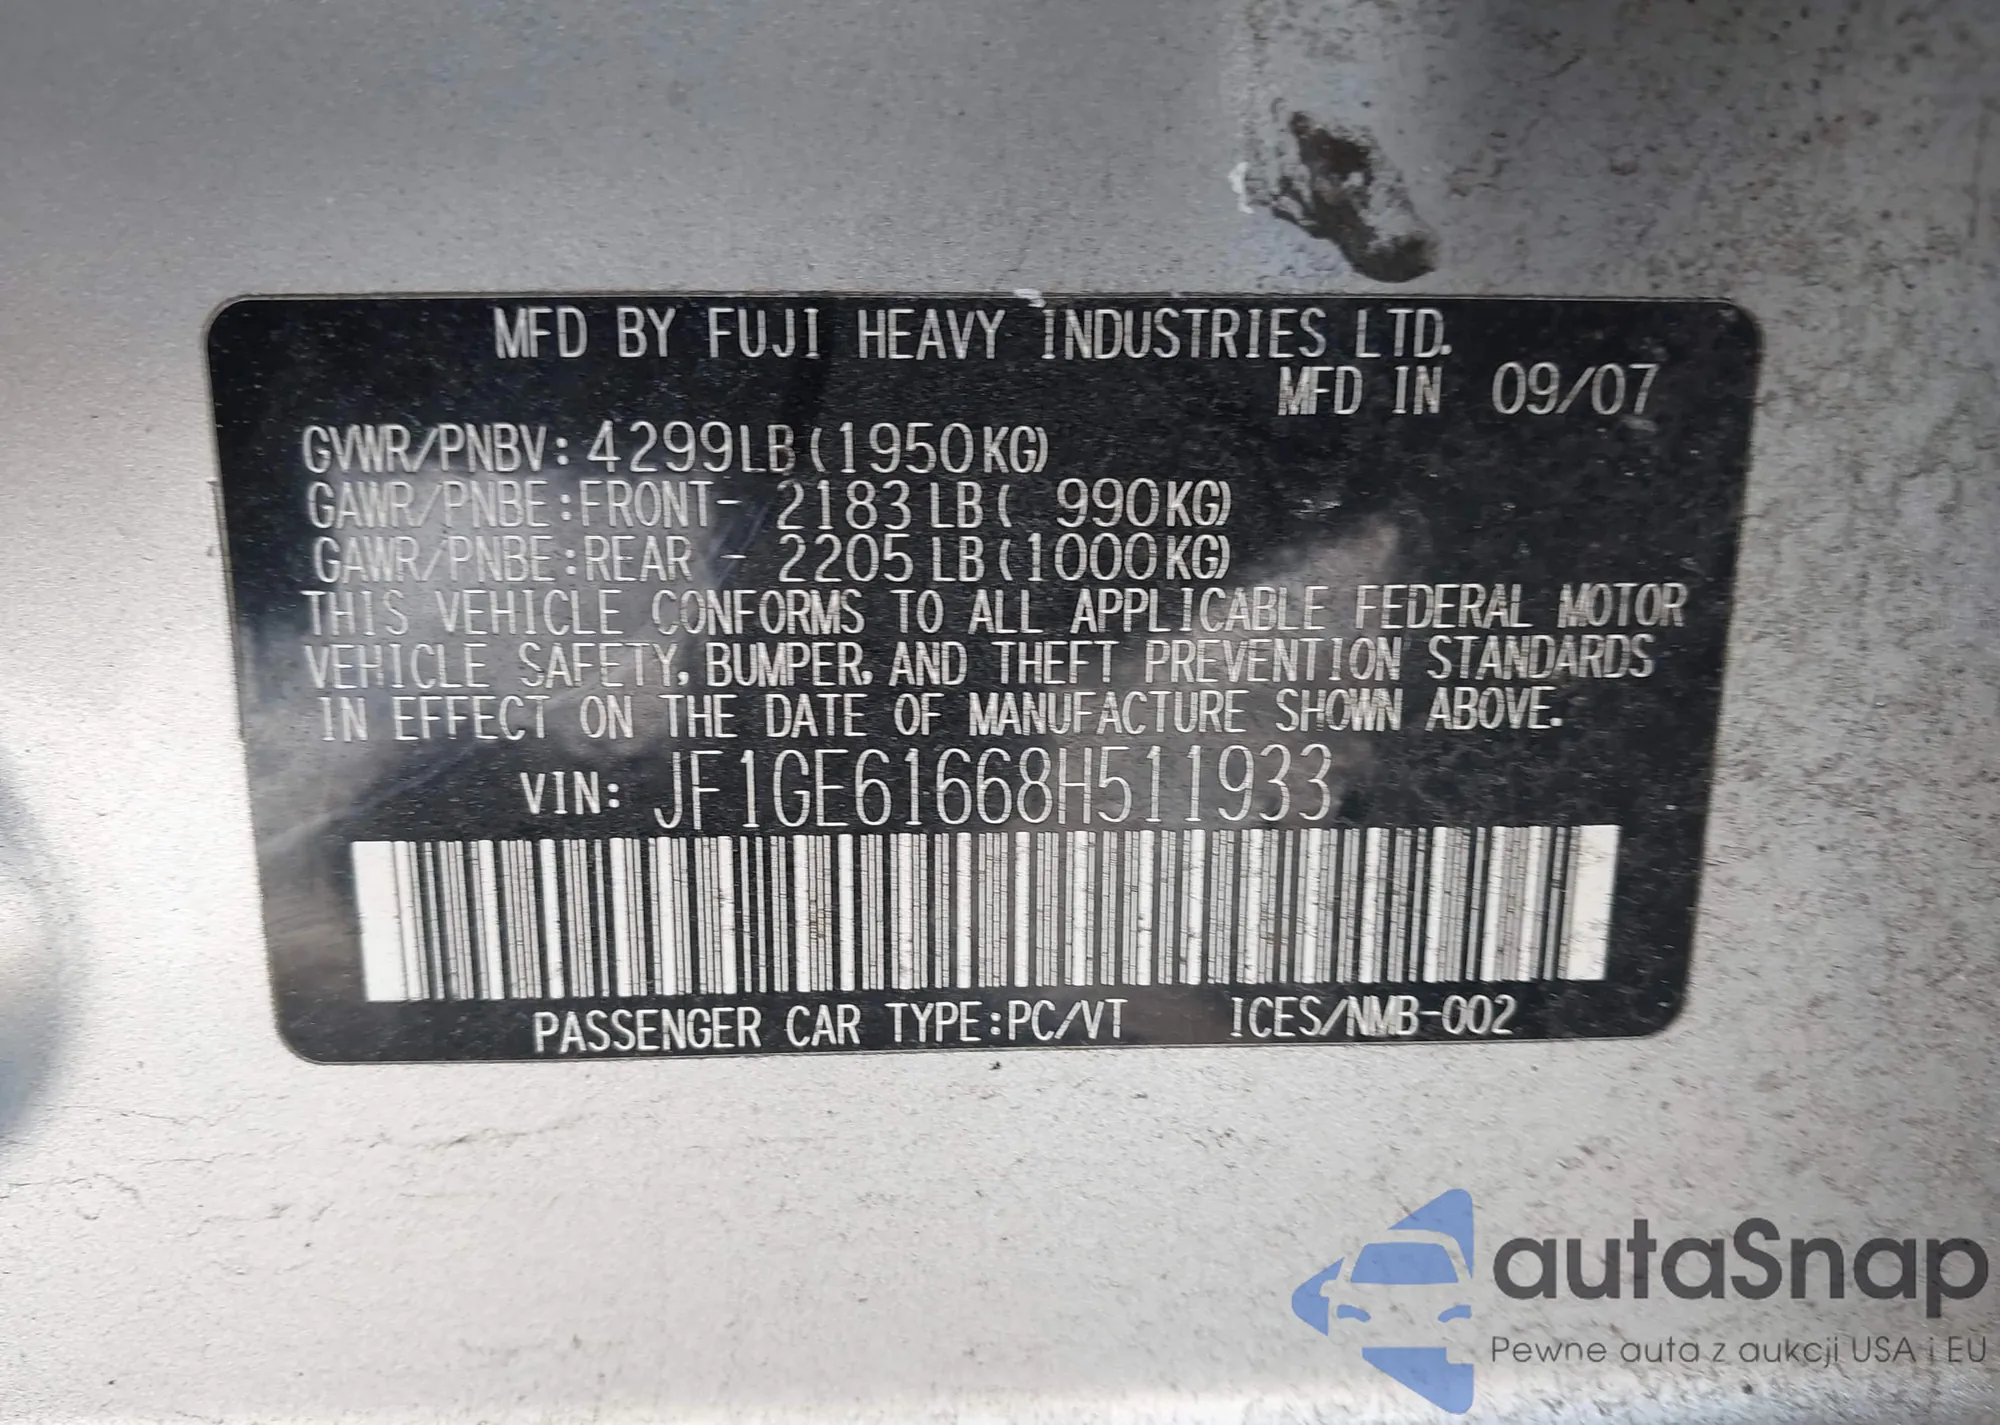 MFD BY FUJI HEAVY INDUSTRIES LTD.
MFD IN 09/07
GVWR/PNBV: 4299LB (1950KG)
GAWR/PNBE:FRONT- 2183LB( 990KG)
GAWR/PNBE:REAR - 2205LB(1000KG)
THIS VEHICLE CONFORMS TO ALL APPLICABLE FEDERAL MOTOR
VEHICLE SAFETY, BUMPER, AND THEFT PREVENTION STANDARDS
IN EFFECT ON THE DATE OF MANUFACTURE SHOWN ABOVE.
VIN: JF1GE61668H511933
PASSENGER CAR TYPE:PC/VT ICES/NMB-002
autaSnap
Pewne auta z aukcji USA i EU